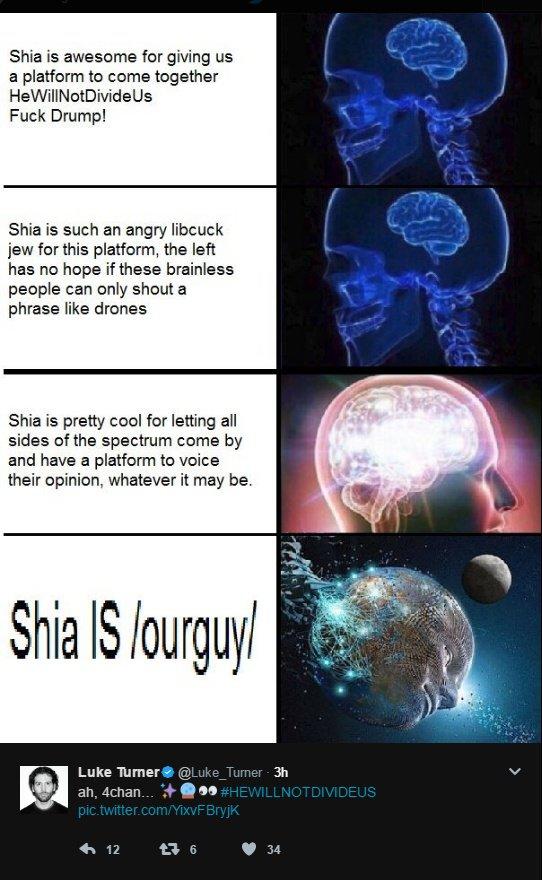 Shia is awesome for giving us
a platform to come together
HeWillNotDivideUs
Fuck Drump!
Shia is such an angry libcuck
jew for this platform, the left
has no hope if these brainless
people can only shout a
phrase like drones
Shia is pretty cool for letting all
sides of the spectrum come by
and have a platform to voice
their opinion, whatever it may be.
Shia IS /ourguy/
Luke Turner @Luke_Turner · 3h
ah, 4chan... ✨🔮👀 #HEWILLNOTDIVIDEUS
pic.twitter.com/YixvFBryjK
12 6 34